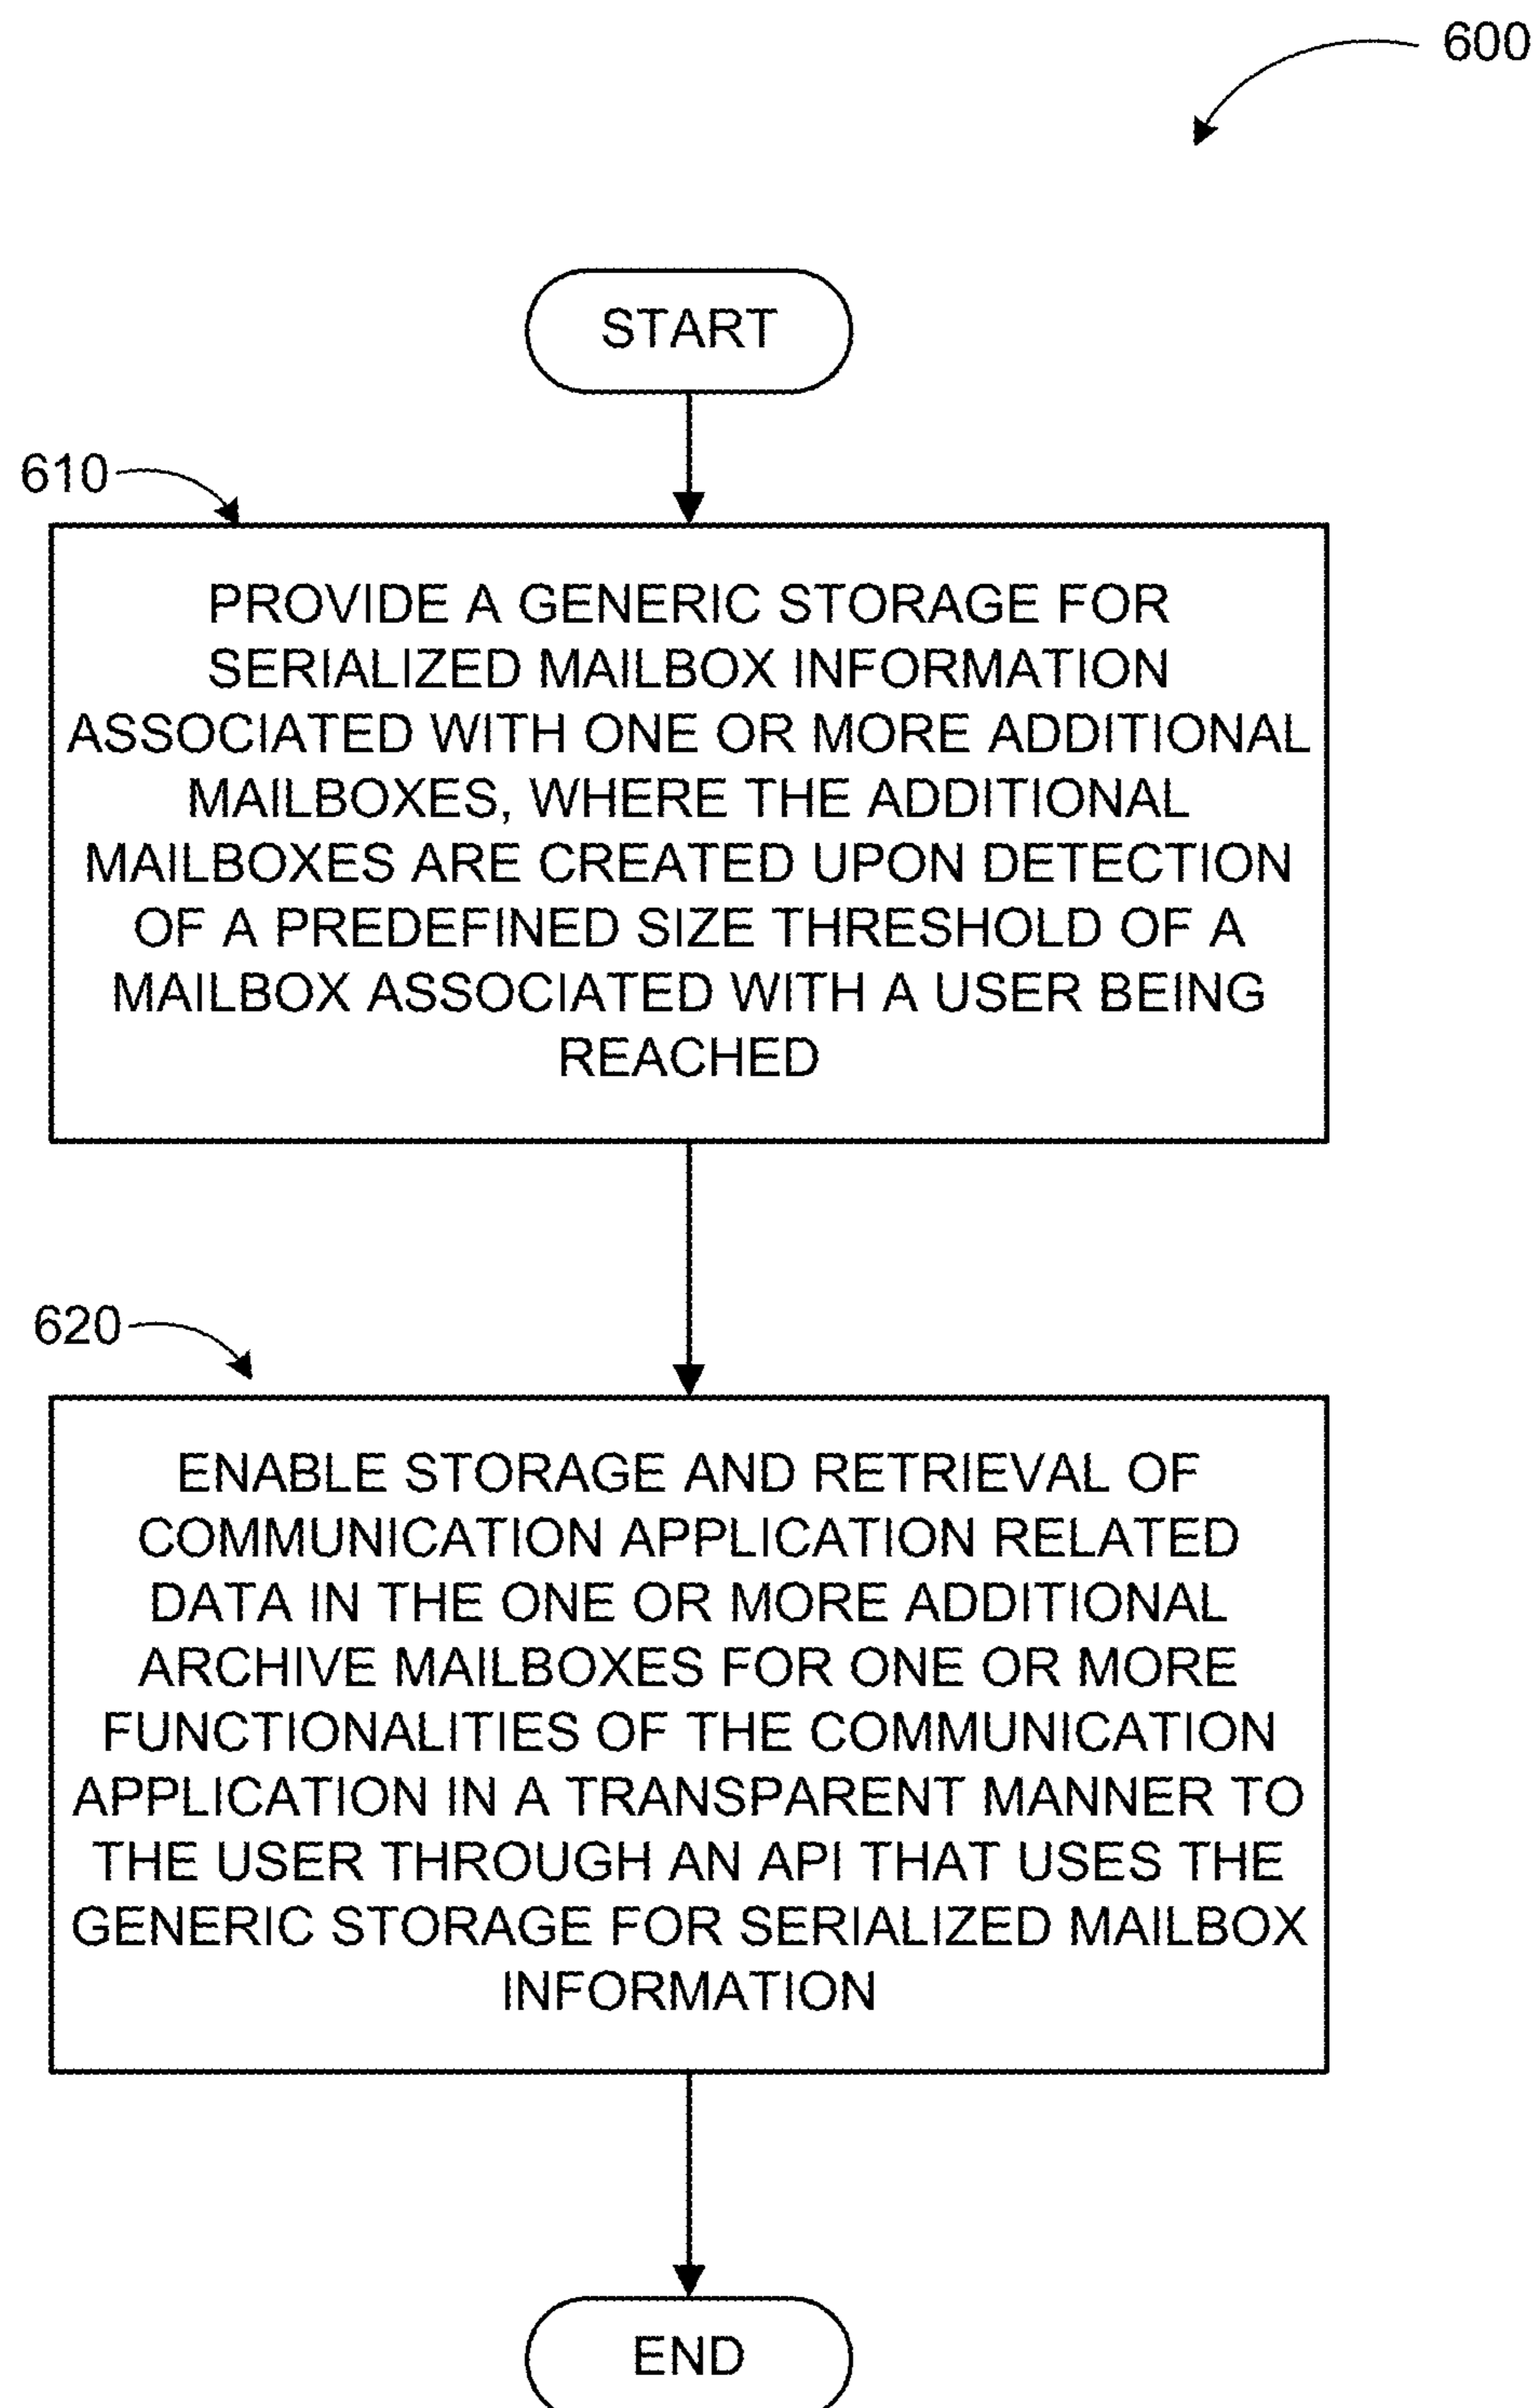 600
START
610
PROVIDE A GENERIC STORAGE FOR
SERIALIZED MAILBOX INFORMATION
ASSOCIATED WITH ONE OR MORE ADDITIONAL
MAILBOXES, WHERE THE ADDITIONAL
MAILBOXES ARE CREATED UPON DETECTION
OF A PREDEFINED SIZE THRESHOLD OF A
MAILBOX ASSOCIATED WITH A USER BEING
REACHED
620
ENABLE STORAGE AND RETRIEVAL OF
COMMUNICATION APPLICATION RELATED
DATA IN THE ONE OR MORE ADDITIONAL
ARCHIVE MAILBOXES FOR ONE OR MORE
FUNCTIONALITIES OF THE COMMUNICATION
APPLICATION IN A TRANSPARENT MANNER TO
THE USER THROUGH AN API THAT USES THE
GENERIC STORAGE FOR SERIALIZED MAILBOX
INFORMATION
END